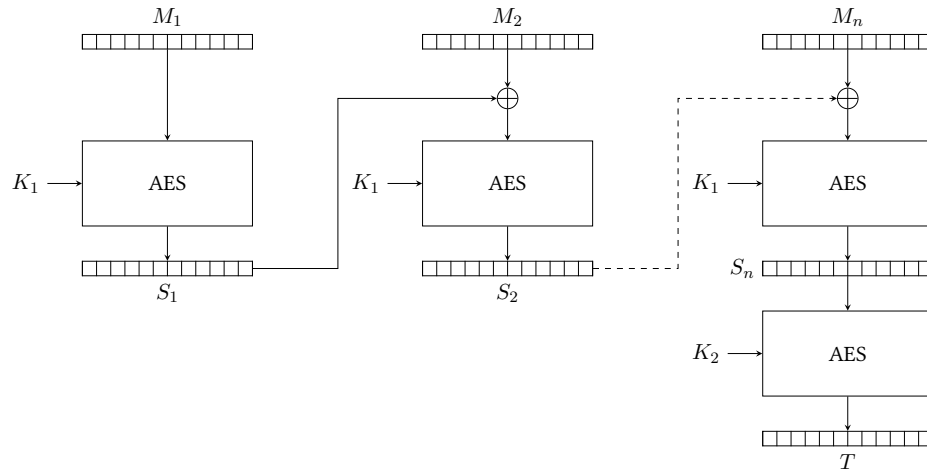 M₁ M₂ Mₙ
K₁ AES K₁ AES K₁ AES
S₁ S₂ Sₙ
K₂ AES
T